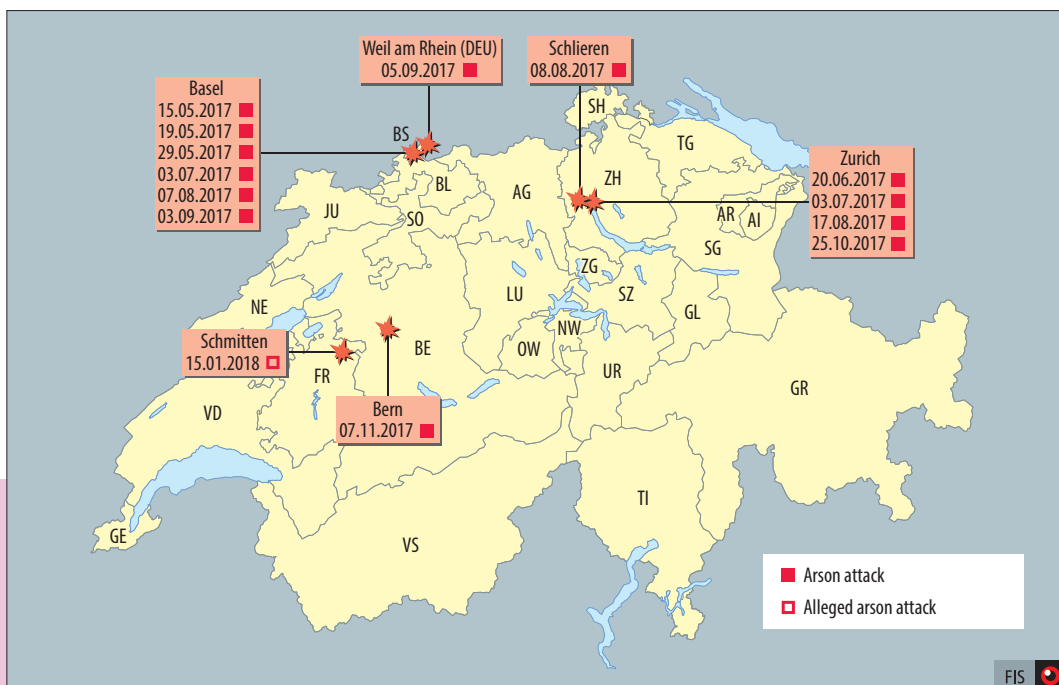 Weil am Rhein (DEU)
05.09.2017
Schlieren
08.08.2017
Basel
15.05.2017
19.05.2017
29.05.2017
03.07.2017
07.08.2017
03.09.2017
Zurich
20.06.2017
03.07.2017
17.08.2017
25.10.2017
Schmitten
15.01.2018
Bern
07.11.2017
SH
BS
TG
BL
AG
ZH
JU
SO
AR
AI
SG
ZG
LU
SZ
NE
NW
GL
OW
BE
UR
FR
GR
VD
TI
GE
VS
Arson attack
Alleged arson attack
FIS